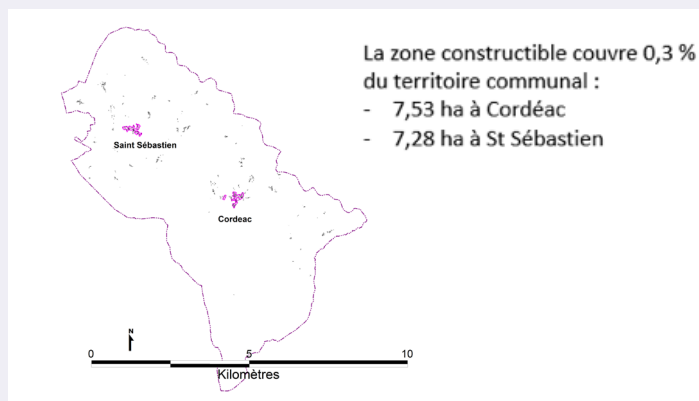 La zone constructible couvre 0,3 %
du territoire communal :
- 7,53 ha à Cordéac
- 7,28 ha à St Sébastien
Saint Sébastien
Cordeac
N
0 5 10
Kilomètres